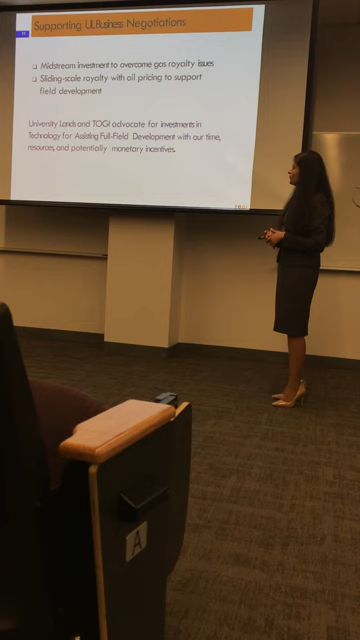 Supporting UL Business Negotiations
Midstream investment to overcome gas royalty issues
Sliding-scale royalty with oil pricing to support
field development
University Lands and TOGI advocate for investments in
Technology for Assisting Full-Field Development with our time,
resources, and potentially monetary incentives.
A